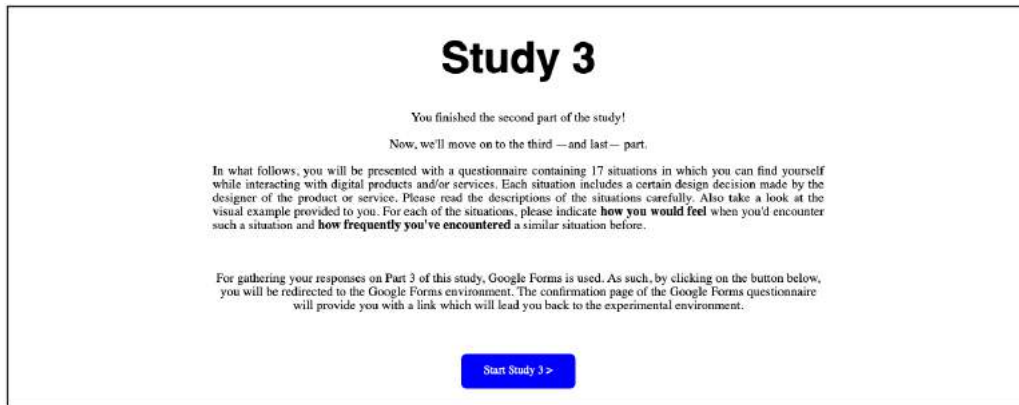 Study 3
You finished the second part of the study!
Now, we'll move on to the third —and last— part.
In what follows, you will be presented with a questionnaire containing 17 situations in which you can find yourself
while interacting with digital products and/or services. Each situation includes a certain design decision made by the
designer of the product or service. Please read the descriptions of the situations carefully. Also take a look at the
visual example provided to you. For each of the situations, please indicate how you would feel when you'd encounter
such a situation and how frequently you've encountered a similar situation before.
For gathering your responses on Part 3 of this study, Google Forms is used. As such, by clicking on the button below,
you will be redirected to the Google Forms environment. The confirmation page of the Google Forms questionnaire
will provide you with a link which will lead you back to the experimental environment.
Start Study 3 >